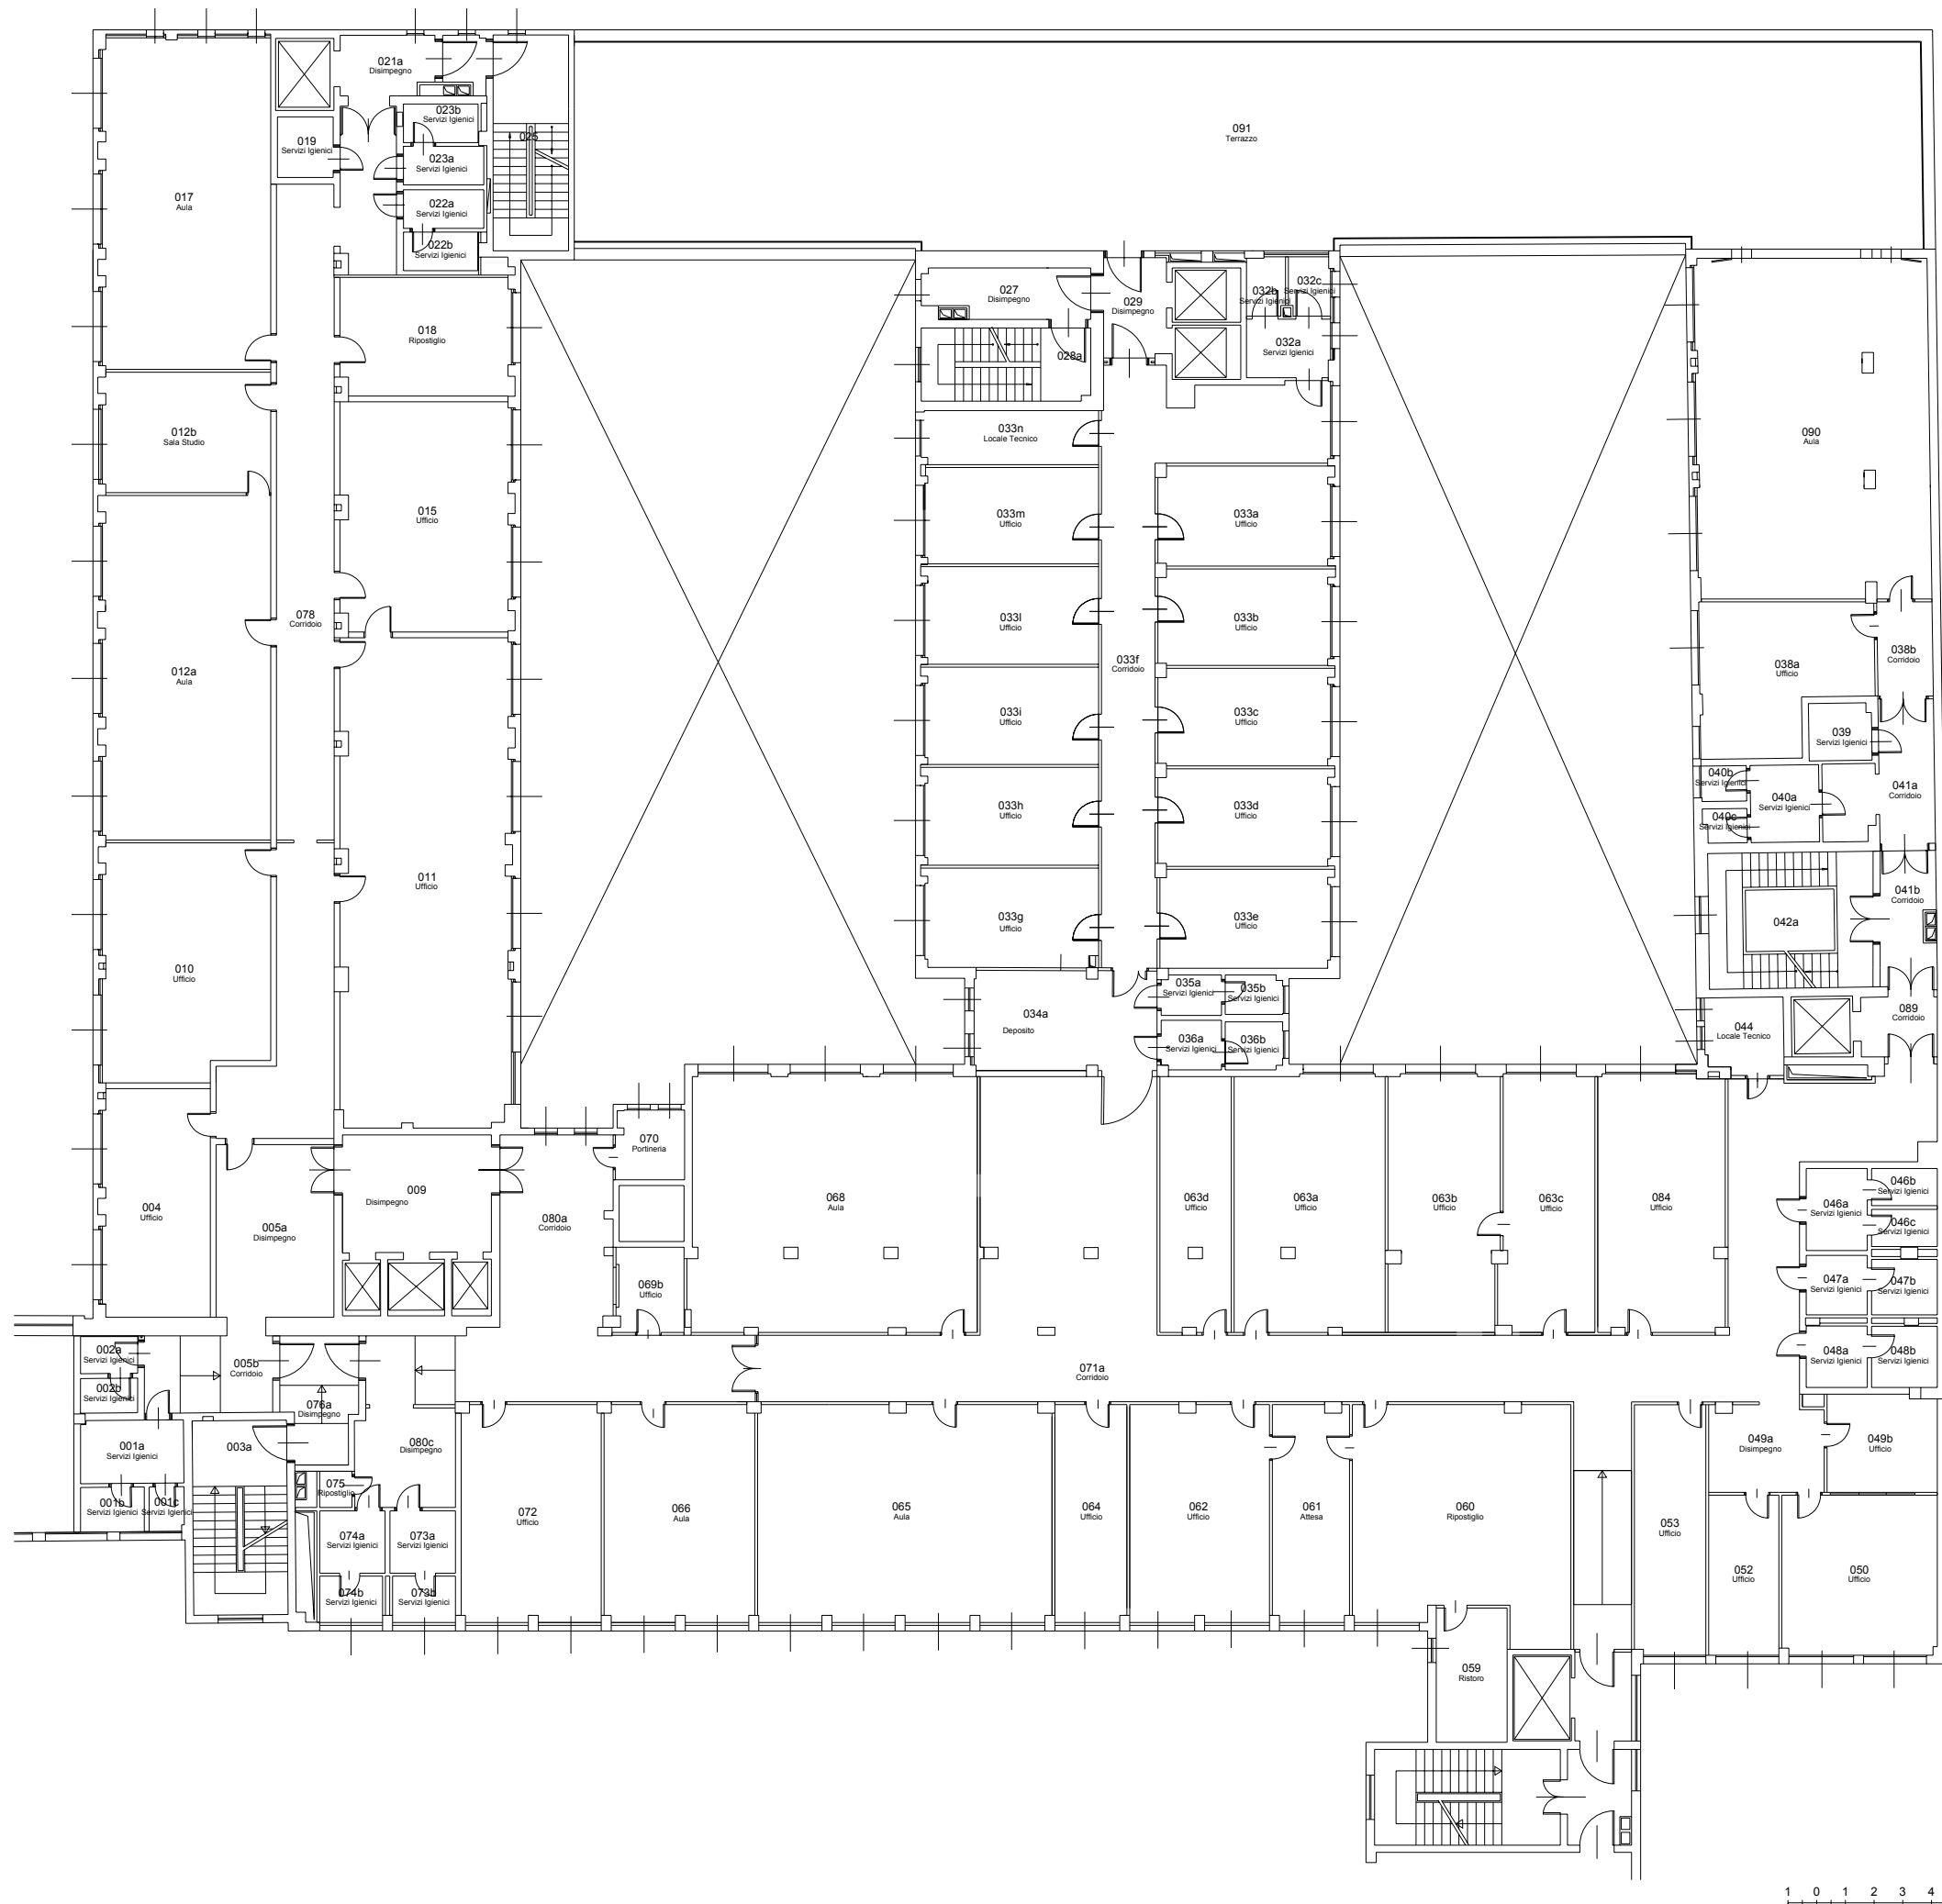 021a
Disimpegno
023b
Servizi Igienici
025
091
Terrazzo
019
Servizi Igienici
023a
Servizi Igienici
017
Aula
022a
Servizi Igienici
022b
Servizi Igienici
027
Disimpegno
029
Disimpegno
032b
Servizi Igienici
032c
Servizi Igienici
018
Ripostiglio
028a
032a
Servizi Igienici
012b
Sala Studio
033n
Locale Tecnico
090
Aula
015
Ufficio
033m
Ufficio
033a
Ufficio
078
Corridoio
033l
Ufficio
033b
Ufficio
033f
Corridoio
038a
Ufficio
038b
Corridoio
012a
Aula
033i
Ufficio
033c
Ufficio
039
Servizi Igienici
040b
Servizi Igienici
040a
Servizi Igienici
041a
Corridoio
040c
Servizi Igienici
033h
Ufficio
033d
Ufficio
011
Ufficio
033g
Ufficio
033e
Ufficio
041b
Corridoio
042a
010
Ufficio
035a
Servizi Igienici
035b
Servizi Igienici
034a
Deposito
036a
Servizi Igienici
036b
Servizi Igienici
044
Locale Tecnico
089
Corridoio
070
Portineria
004
Ufficio
005a
Disimpegno
009
Disimpegno
080a
Corridoio
068
Aula
063d
Ufficio
063a
Ufficio
063b
Ufficio
063c
Ufficio
084
Ufficio
046b
Servizi Igienici
046a
Servizi Igienici
046c
Servizi Igienici
069b
Ufficio
047a
Servizi Igienici
047b
Servizi Igienici
002a
Servizi Igienici
005b
Corridoio
071a
Corridoio
048a
Servizi Igienici
048b
Servizi Igienici
002b
Servizi Igienici
076a
Disimpegno
001a
Servizi Igienici
003a
080c
Disimpegno
049a
Disimpegno
049b
Ufficio
075
Ripostiglio
001b
Servizi Igienici
001c
Servizi Igienici
072
Ufficio
066
Aula
065
Aula
064
Ufficio
062
Ufficio
061
Attesa
060
Ripostiglio
053
Ufficio
074a
Servizi Igienici
073a
Servizi Igienici
052
Ufficio
050
Ufficio
074b
Servizi Igienici
073b
Servizi Igienici
059
Ristoro
1 0 1 2 3 4